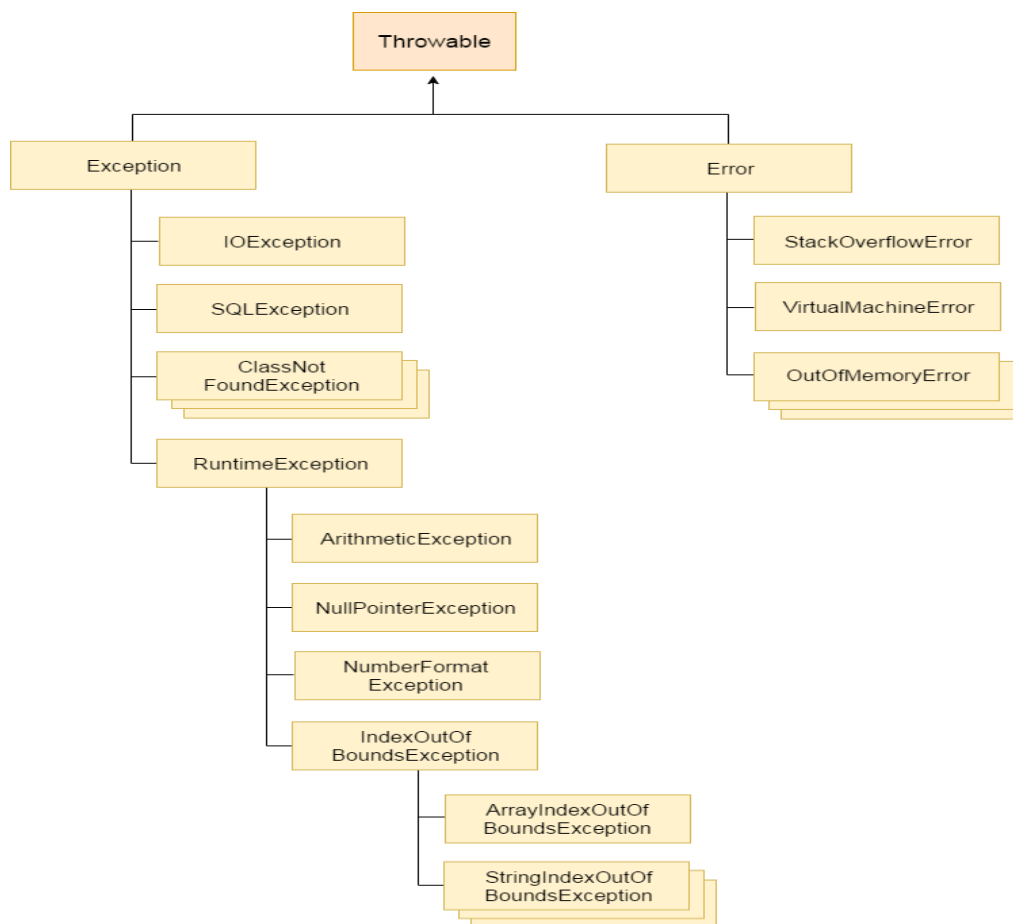 Throwable
Exception
Error
IOException
StackOverflowError
SQLException
VirtualMachineError
ClassNot
FoundException
OutOfMemoryError
RuntimeException
ArithmeticException
NullPointerException
NumberFormat
Exception
IndexOutOf
BoundsException
ArrayIndexOutOf
BoundsException
StringIndexOutOf
BoundsException